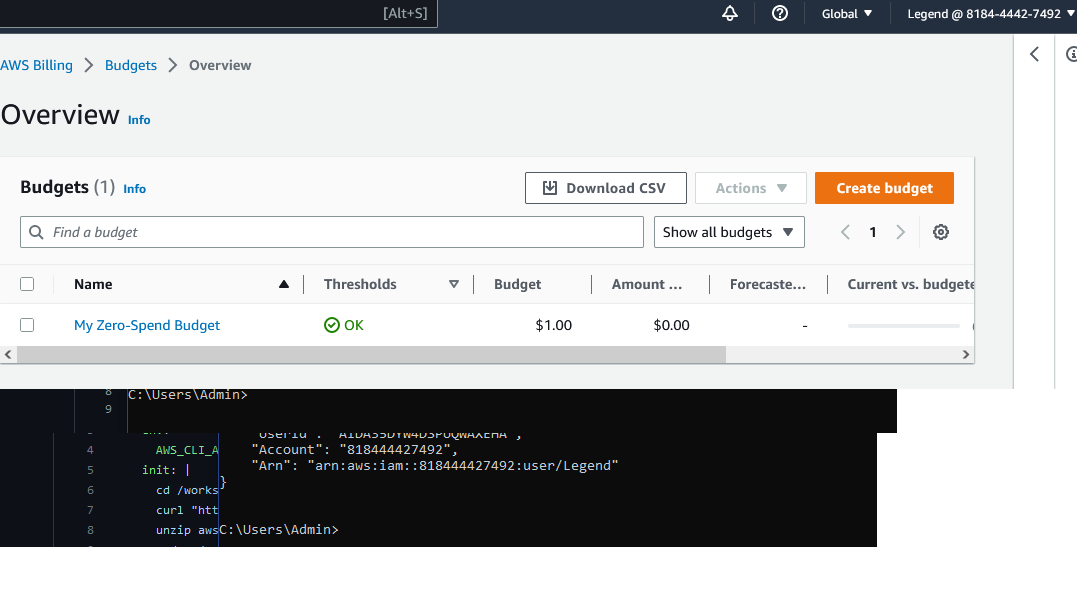 [Alt+S]
Global
Legend @ 8184-4442-7492
AWS Billing
Budgets
Overview
Overview Info
Budgets (1) Info
Download CSV
Actions
Create budget
Find a budget
Show all budgets
1
Name
Thresholds
Budget
Amount ...
Forecaste...
Current vs. budgete
My Zero-Spend Budget
OK
$1.00
$0.00
-
8
C:\Users\Admin>
9
4
AWS_CLI_A
"Account": "818444427492",
5
init: |
"Arn": "arn:aws:iam::818444427492:user/Legend"
6
cd /works
}
7
curl "htt
8
unzip aws
C:\Users\Admin>